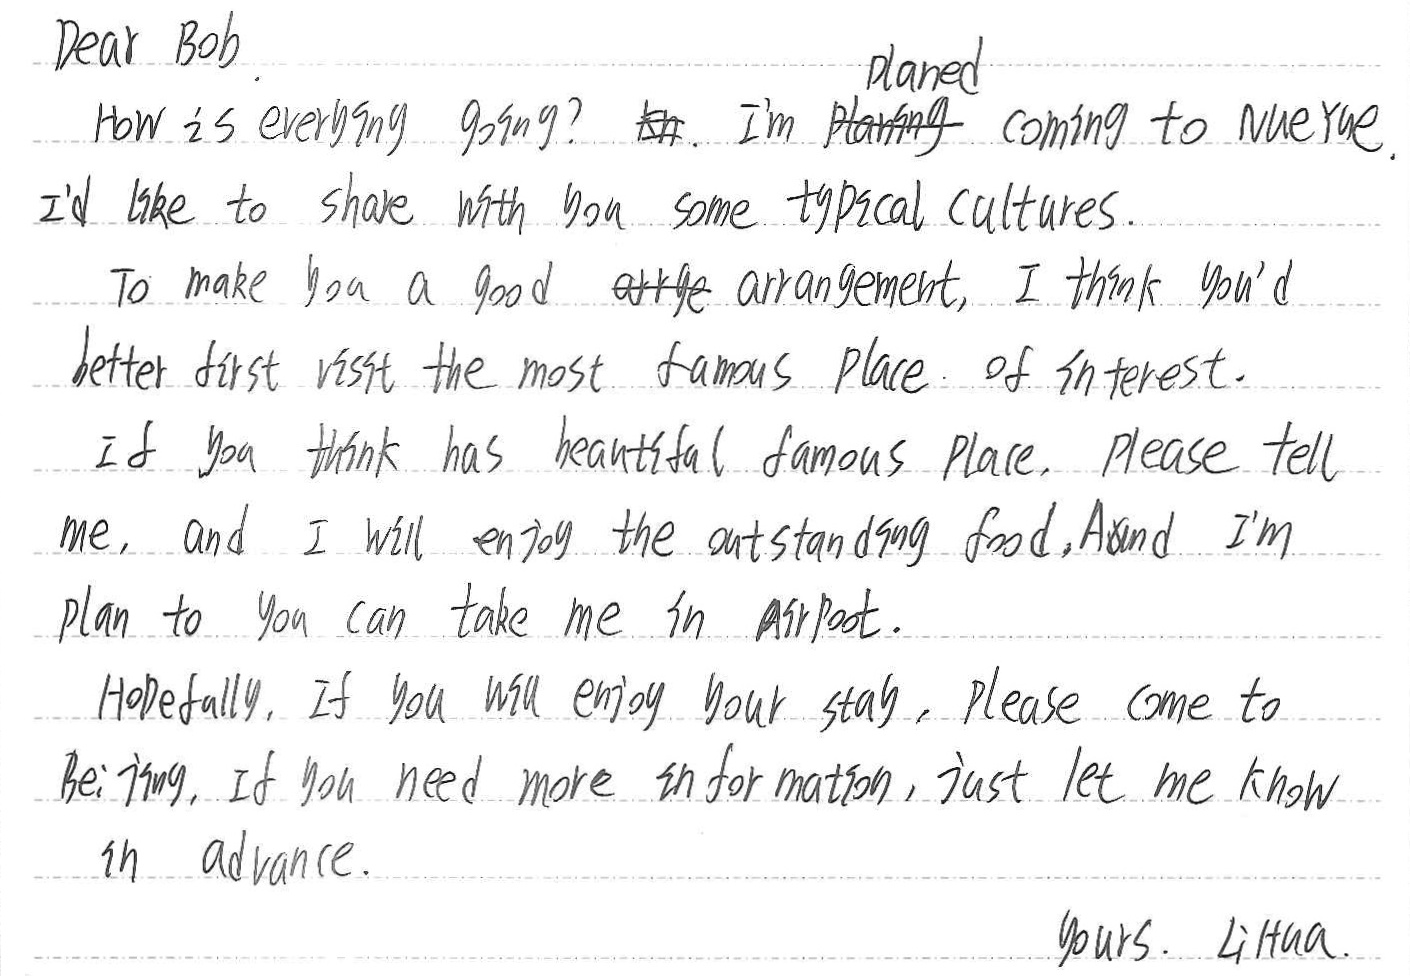 Dear Bob.
How is everying going? I'm planed coming to NueYue.
I'd like to share with you some typical cultures.
To make you a good arrangement, I think you'd
better first visit the most famous place of interest.
If you think has beautiful famous place. please tell
me, and I will enjoy the outstanding food, And I'm
plan to you can take me in Airpoot.
Hopefully, If you will enjoy your stay, please come to
Beijing, If you need more information, just let me know
in advance.
Yours. LiHua.